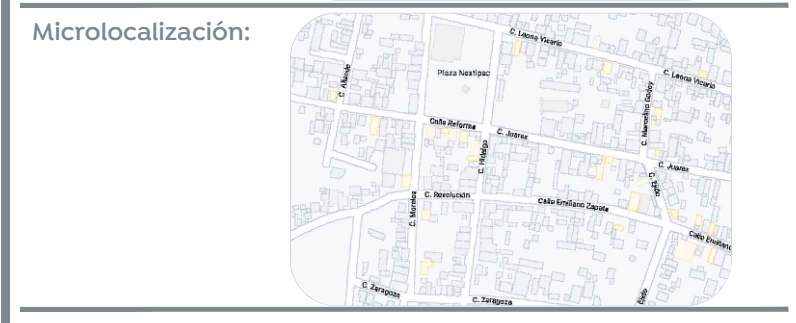 Microlocalización:
C. Leona Vicario
C. Leona Vicario
Plaza Nextipac
C. Allende
C. Marcelino Godoy
Calle Reforma
C. Juarez
C. Hidalgo
C. Juarez
C. Morelos
C. Revolución
Calle Emiliano Zapata
Calle Emiliano
C. Zaragoza
C. Zaragoza